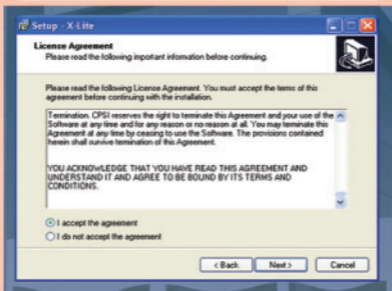 Setup - X-Lite
License Agreement
Please read the following important information before continuing.
Please read the following License Agreement. You must accept the terms of this
agreement before continuing with the installation.
Termination. CPSI reserves the right to terminate this Agreement and your use of the
Software at any time and for any reason or no reason at all. You may terminate this
Agreement at any time by ceasing to use the Software. The provisions contained
herein shall survive termination of this Agreement.
YOU ACKNOWLEDGE THAT YOU HAVE READ THIS AGREEMENT AND
UNDERSTAND IT AND AGREE TO BE BOUND BY ITS TERMS AND
CONDITIONS.
I accept the agreement
I do not accept the agreement
< Back Next > Cancel